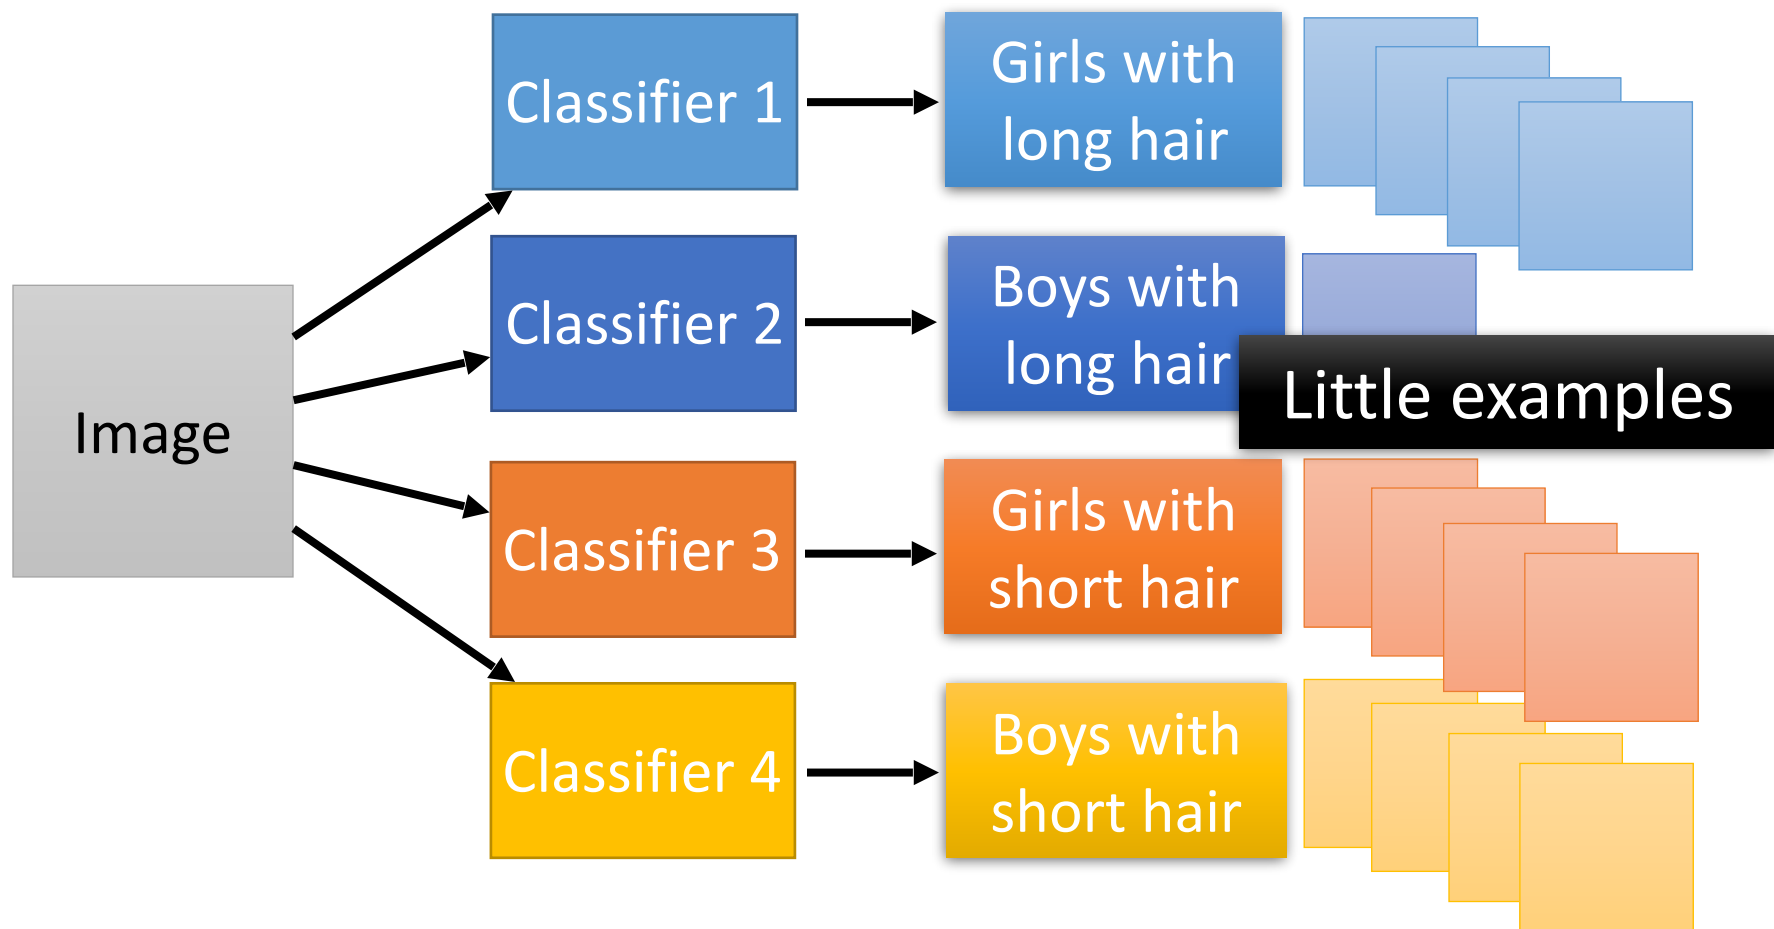 Image
Classifier 1
Girls with
long hair
Classifier 2
Boys with
long hair
Little examples
Classifier 3
Girls with
short hair
Classifier 4
Boys with
short hair